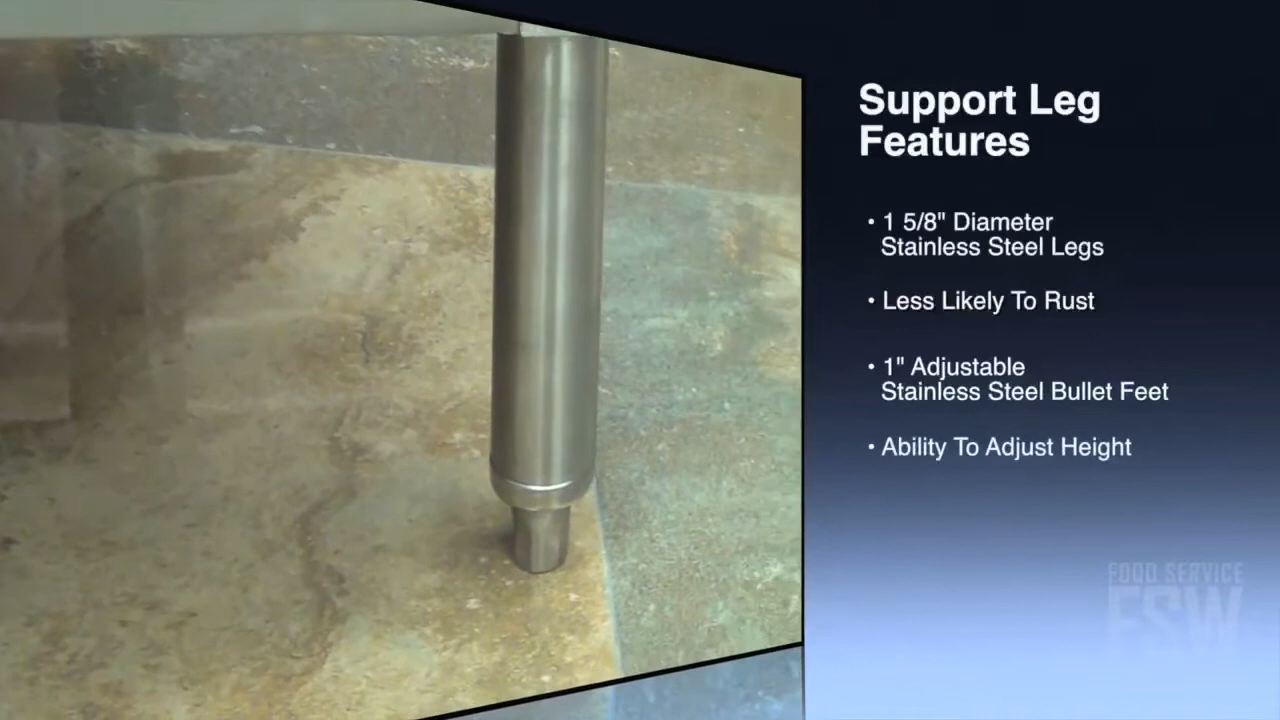 Support Leg
Features
• 1 5/8" Diameter
Stainless Steel Legs
• Less Likely To Rust
• 1" Adjustable
Stainless Steel Bullet Feet
• Ability To Adjust Height
FOOD SERVICE
FSW